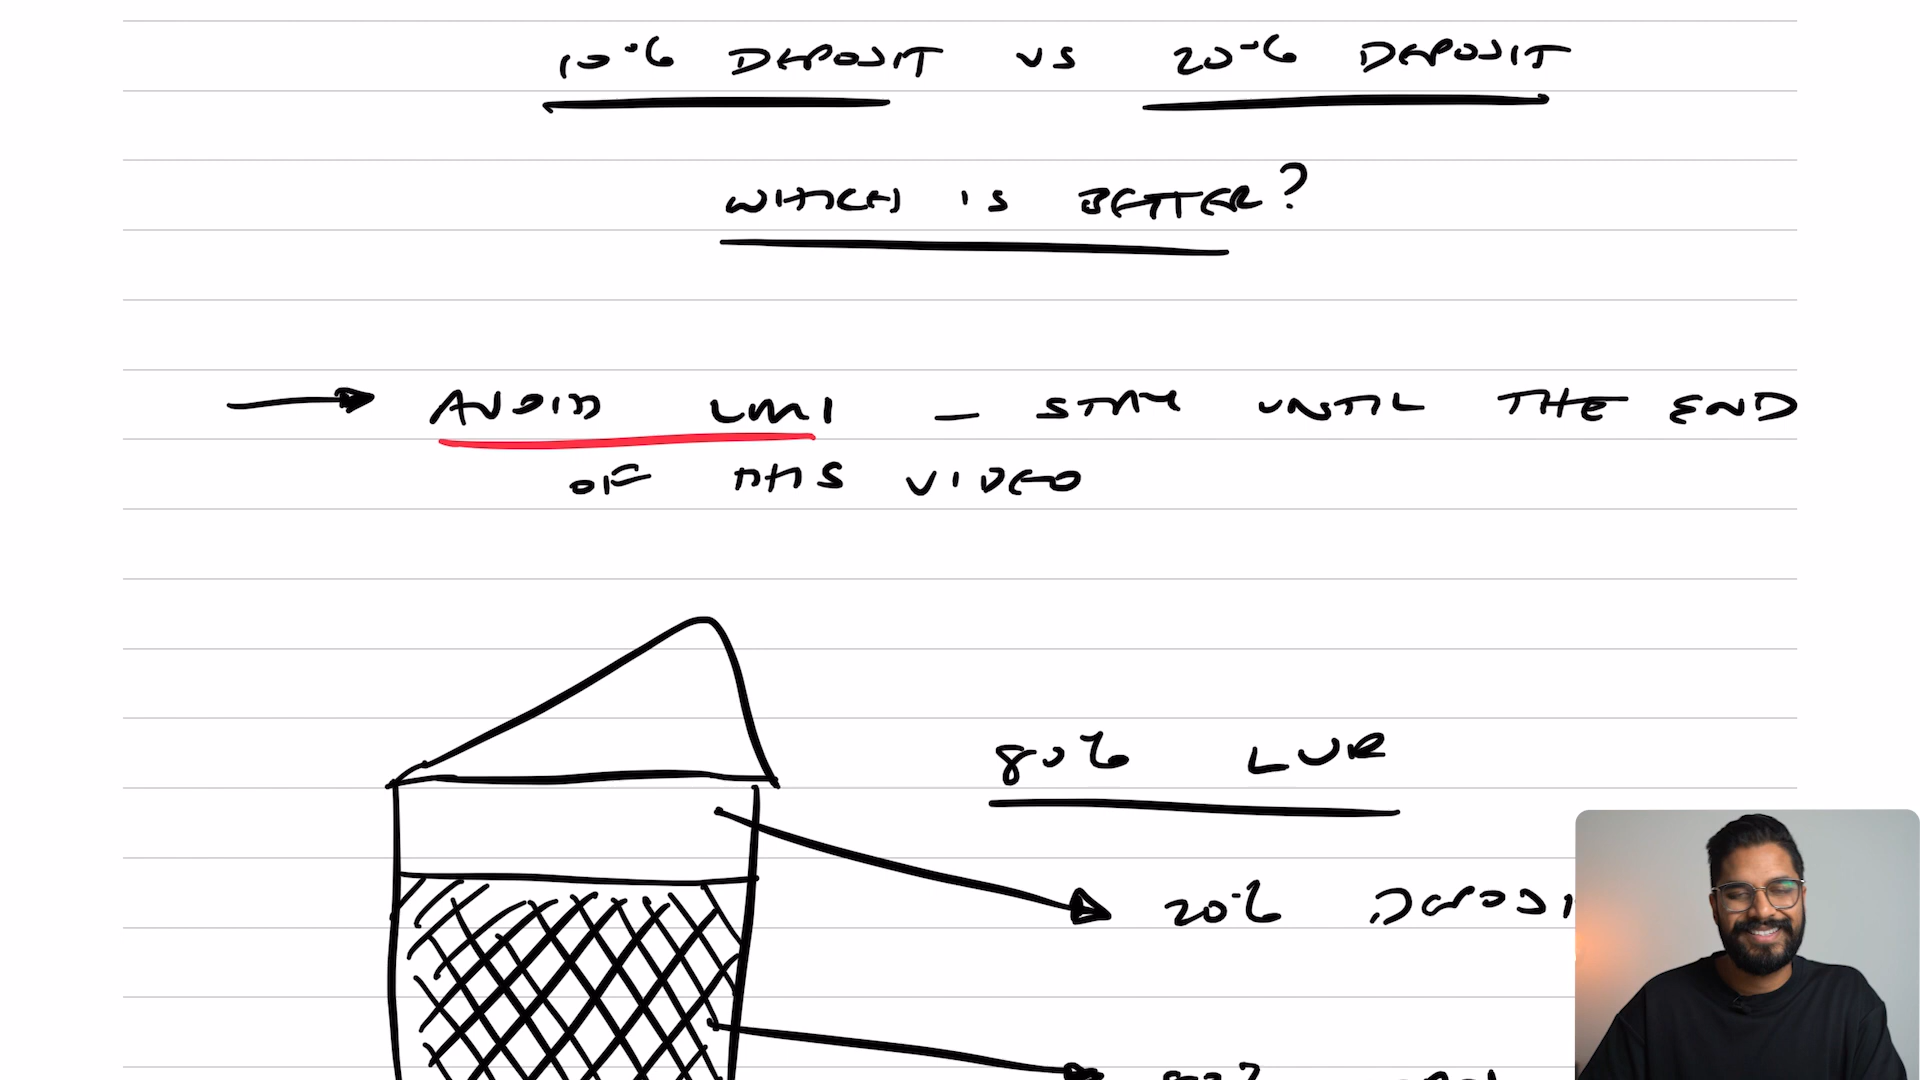 10% DEPOSIT VS 20% DEPOSIT
WHICH IS BETTER?
AVOID LMI - STAY UNTIL THE END
OF THIS VIDEO
80% LVR
20% DEPOSI